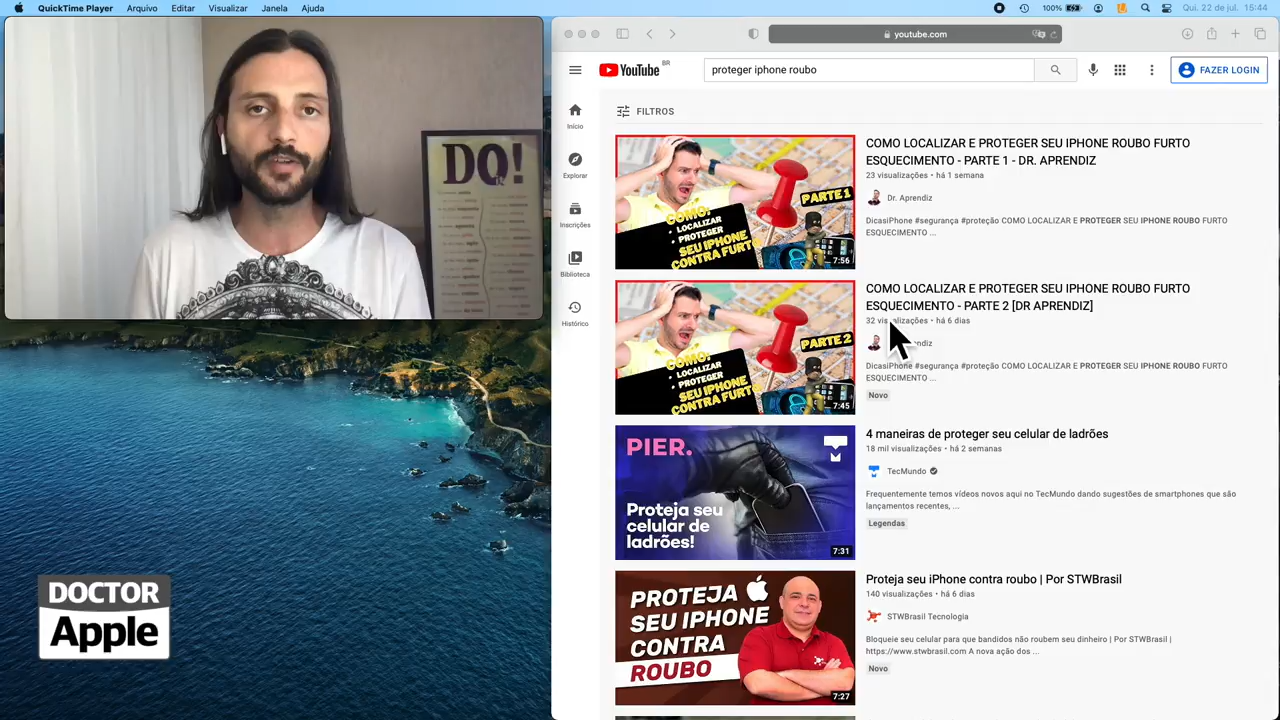 QuickTime Player Arquivo Editar Visualizar Janela Ajuda
100% Qui. 22 de jul. 15:44
youtube.com
YouTube BR
proteger iphone roubo
FAZER LOGIN
Início
Explorar
Inscrições
Biblioteca
Histórico
FILTROS
COMO:
• LOCALIZAR
• PROTEGER
SEU IPHONE
CONTRA FURTO
PARTE 1
7:56
COMO LOCALIZAR E PROTEGER SEU IPHONE ROUBO FURTO
ESQUECIMENTO - PARTE 1 - DR. APRENDIZ
23 visualizações • há 1 semana
Dr. Aprendiz
DicasiPhone #segurança #proteção COMO LOCALIZAR E PROTEGER SEU IPHONE ROUBO FURTO
ESQUECIMENTO ...
COMO:
• LOCALIZAR
• PROTEGER
SEU IPHONE
CONTRA FURTO
PARTE 2
7:45
COMO LOCALIZAR E PROTEGER SEU IPHONE ROUBO FURTO
ESQUECIMENTO - PARTE 2 [DR APRENDIZ]
32 visualizações • há 6 dias
DicasiPhone #segurança #proteção COMO LOCALIZAR E PROTEGER SEU IPHONE ROUBO FURTO
ESQUECIMENTO ...
Novo
PIER.
Proteja seu
celular de
ladrões!
7:31
4 maneiras de proteger seu celular de ladrões
18 mil visualizações • há 2 semanas
TecMundo
Frequentemente temos vídeos novos aqui no TecMundo dando sugestões de smartphones que são
lançamentos recentes, ...
Legendas
PROTEJA
SEU IPHONE
CONTRA
ROUBO
7:27
Proteja seu iPhone contra roubo | Por STWBrasil
140 visualizações • há 6 dias
STWBrasil Tecnologia
Bloqueie seu celular para que bandidos não roubem seu dinheiro | Por STWBrasil |
https://www.stwbrasil.com A nova ação dos ...
Novo
DO!
DOCTOR
Apple